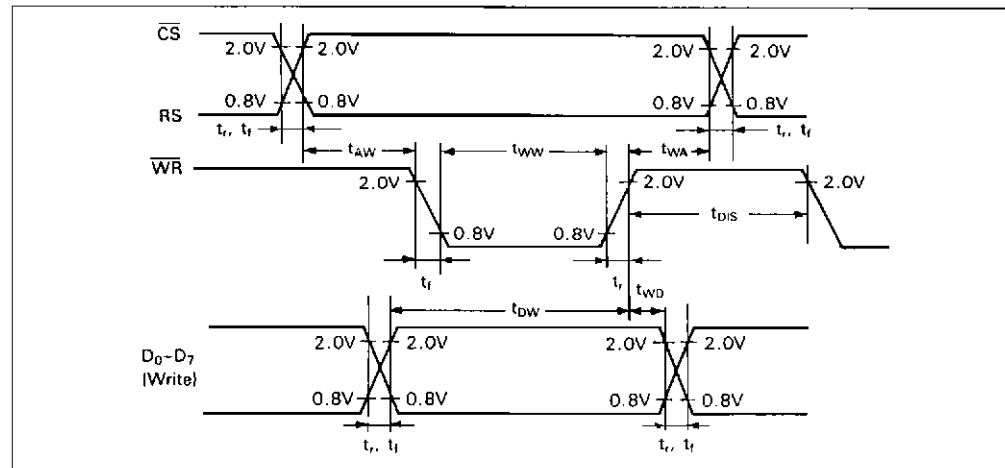 CS
2.0V 2.0V 2.0V 2.0V
0.8V 0.8V 0.8V 0.8V
RS
tr, tf tr, tf
tAW tWW tWA
WR
2.0V 2.0V 2.0V
tDIS
0.8V 0.8V
tf tr tWD
tDW
2.0V 2.0V 2.0V 2.0V
D0~D7
(Write)
0.8V 0.8V 0.8V 0.8V
tr, tf tr, tf